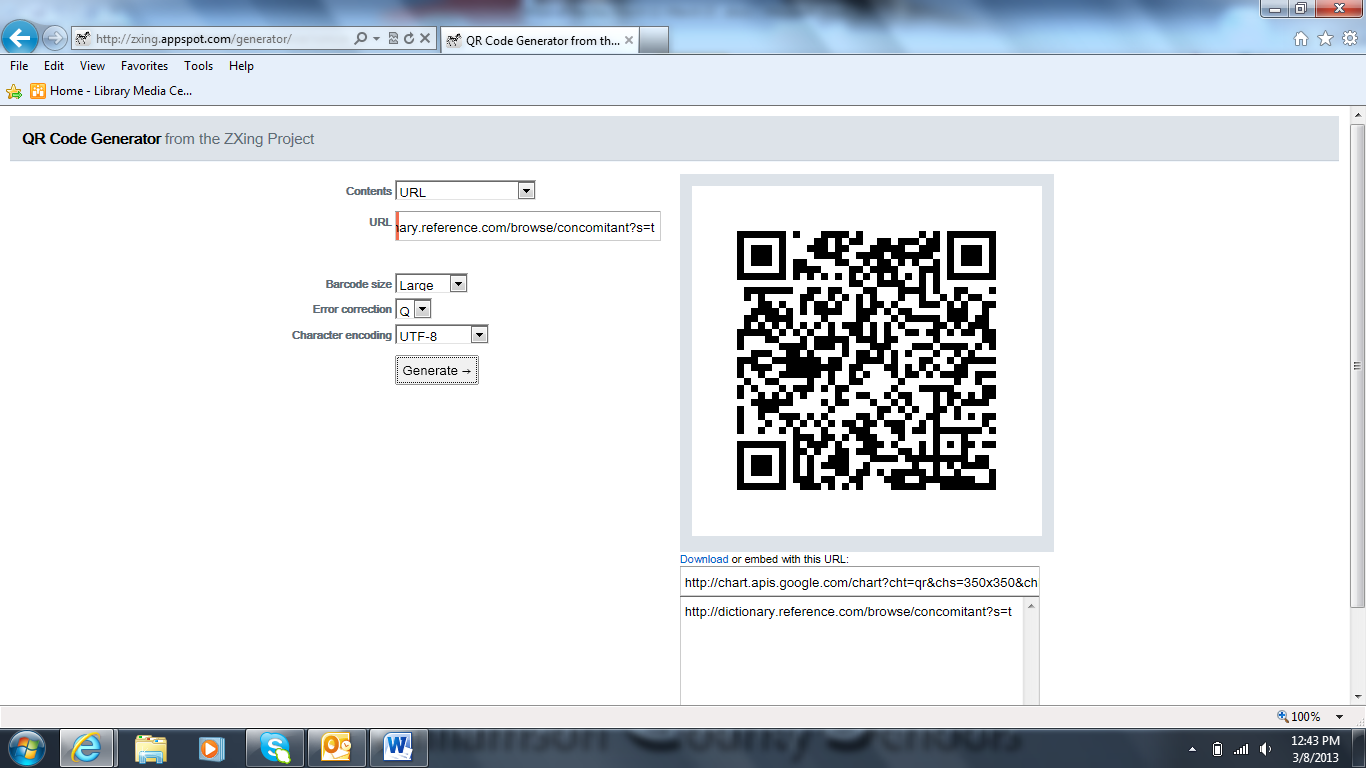 http://zxing.appspot.com/generator/
QR Code Generator from th...
File Edit View Favorites Tools Help
Home - Library Media Ce...
QR Code Generator from the ZXing Project
Contents URL
URL ary.reference.com/browse/concomitant?s=t
Barcode size Large
Error correction Q
Character encoding UTF-8
Generate →
Download or embed with this URL:
http://chart.apis.google.com/chart?cht=qr&chs=350x350&ch
http://dictionary.reference.com/browse/concomitant?s=t
100%
12:43 PM
3/8/2013